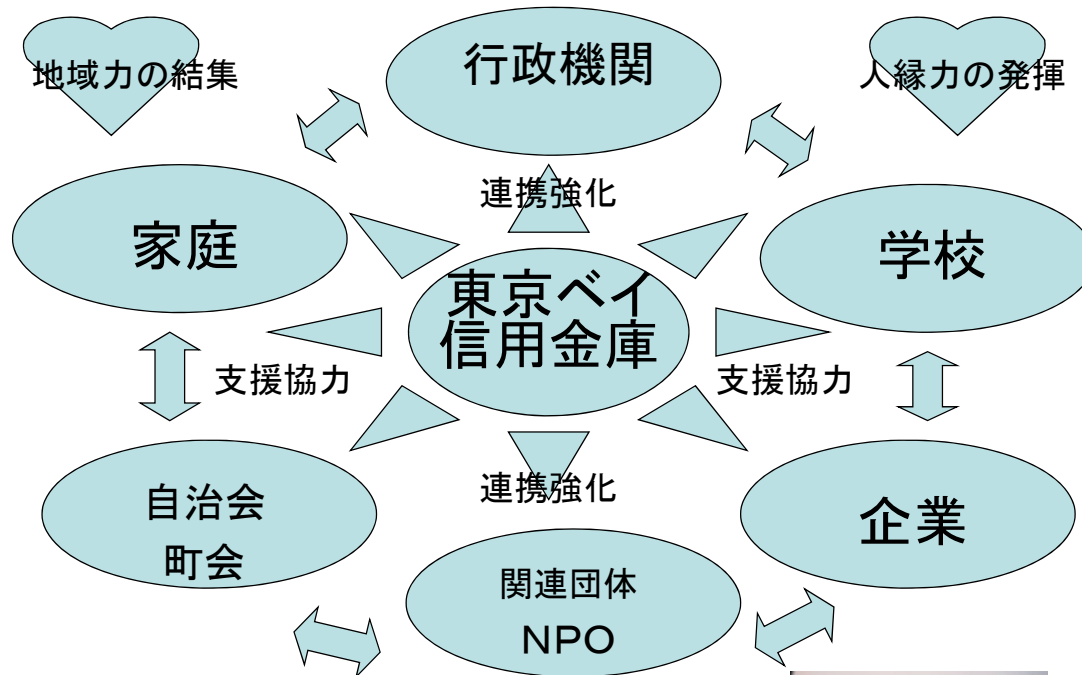 地域力の結集
行政機関
人縁力の発揮
連携強化
家庭
学校
東京ベイ
信用金庫
支援協力
支援協力
連携強化
自治会
町会
企業
関連団体
NPO